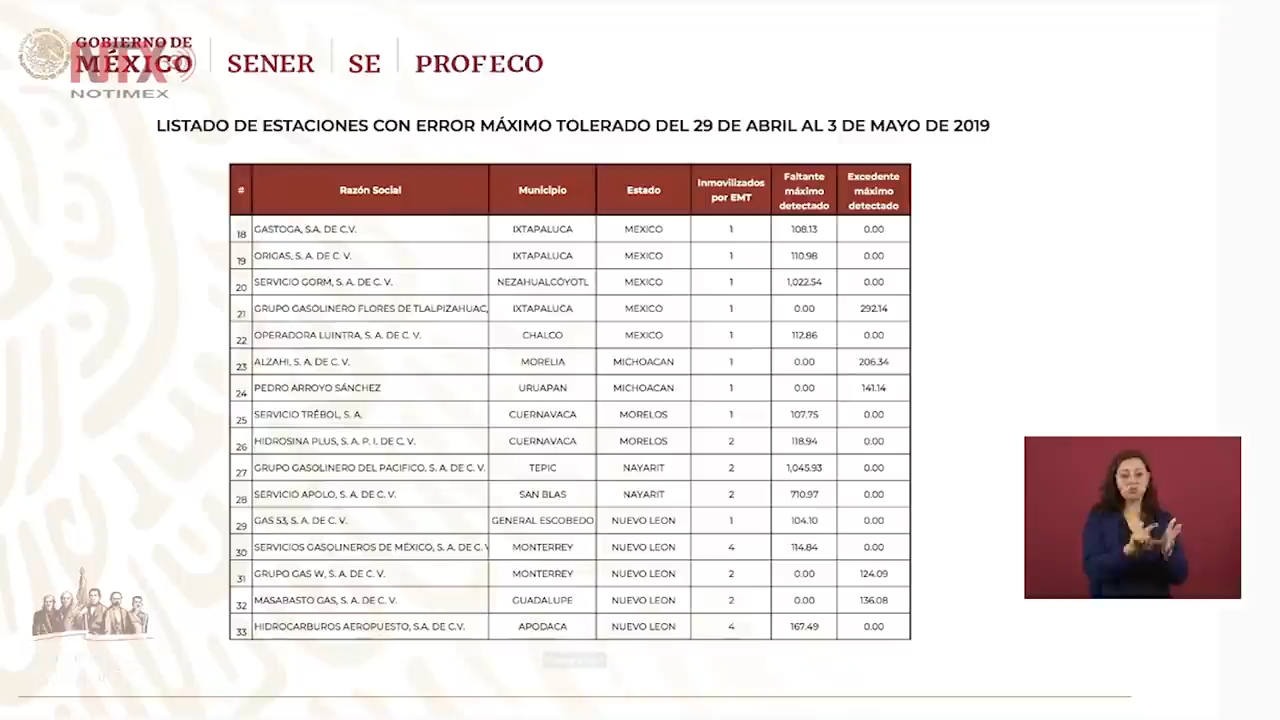 GOBIERNO DE
MÉXICO
NTX
NOTIMEX
SENER SE PROFECO
LISTADO DE ESTACIONES CON ERROR MÁXIMO TOLERADO DEL 29 DE ABRIL AL 3 DE MAYO DE 2019
# Razón Social Municipio Estado Inmovilizados por EMT Faltante máximo detectado Excedente máximo detectado
18 GASTOGA, S.A. DE C.V. IXTAPALUCA MEXICO 1 108.13 0.00
19 ORIGAS, S. A. DE C. V. IXTAPALUCA MEXICO 1 110.98 0.00
20 SERVICIO GORM, S. A. DE C. V. NEZAHUALCÓYOTL MEXICO 1 1,022.54 0.00
21 GRUPO GASOLINERO FLORES DE TLALPIZAHUAC, IXTAPALUCA MEXICO 1 0.00 292.14
22 OPERADORA LUINTRA, S. A. DE C. V. CHALCO MEXICO 1 112.86 0.00
23 ALZAHI, S. A. DE C. V. MORELIA MICHOACAN 1 0.00 206.34
24 PEDRO ARROYO SÁNCHEZ URUAPAN MICHOACAN 1 0.00 141.14
25 SERVICIO TRÉBOL, S. A. CUERNAVACA MORELOS 1 107.75 0.00
26 HIDROSINA PLUS, S. A. P. I. DE C. V. CUERNAVACA MORELOS 2 118.94 0.00
27 GRUPO GASOLINERO DEL PACIFICO, S. A. DE C. V. TEPIC NAYARIT 2 1,045.93 0.00
28 SERVICIO APOLO, S. A. DE C. V. SAN BLAS NAYARIT 2 710.97 0.00
29 GAS 53, S. A. DE C. V. GENERAL ESCOBEDO NUEVO LEON 1 104.10 0.00
30 SERVICIOS GASOLINEROS DE MÉXICO, S. A. DE C. V MONTERREY NUEVO LEON 4 114.84 0.00
31 GRUPO GAS W, S. A. DE C. V. MONTERREY NUEVO LEON 2 0.00 124.09
32 MASABASTO GAS, S. A. DE C. V. GUADALUPE NUEVO LEON 2 0.00 136.08
33 HIDROCARBUROS AEROPUESTO, S.A. DE C.V. APODACA NUEVO LEON 4 167.49 0.00